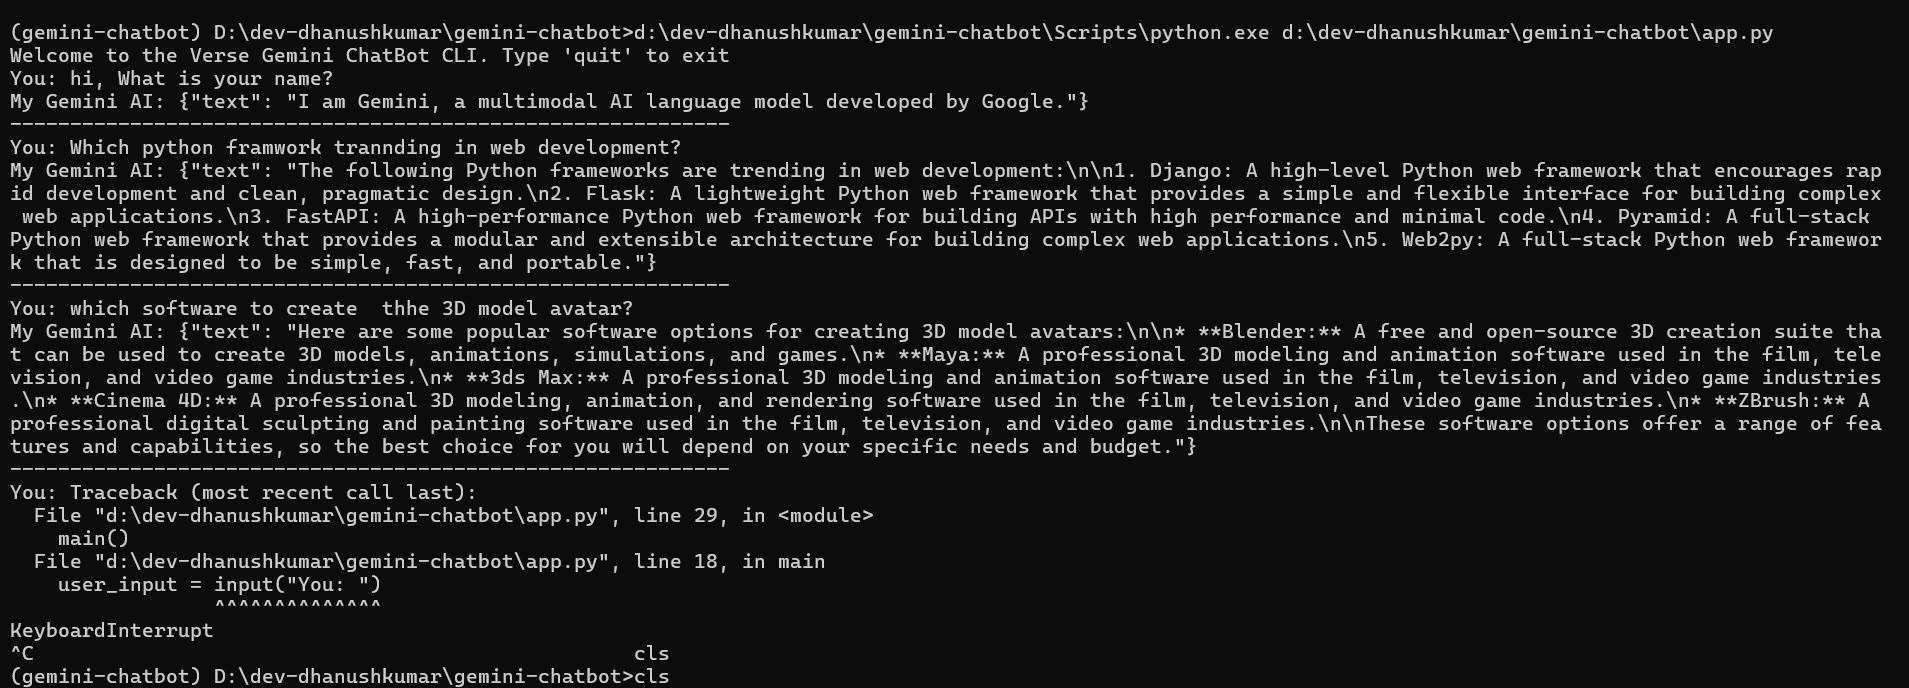 (gemini-chatbot) D:\dev-dhanushkumar\gemini-chatbot>d:\dev-dhanushkumar\gemini-chatbot\Scripts\python.exe d:\dev-dhanushkumar\gemini-chatbot\app.py
Welcome to the Verse Gemini ChatBot CLI. Type 'quit' to exit
You: hi, What is your name?
My Gemini AI: {"text": "I am Gemini, a multimodal AI language model developed by Google."}
------------------------------------------------------------
You: Which python framwork trannding in web development?
My Gemini AI: {"text": "The following Python frameworks are trending in web development:\n\n1. Django: A high-level Python web framework that encourages rap
id development and clean, pragmatic design.\n2. Flask: A lightweight Python web framework that provides a simple and flexible interface for building complex
 web applications.\n3. FastAPI: A high-performance Python web framework for building APIs with high performance and minimal code.\n4. Pyramid: A full-stack
Python web framework that provides a modular and extensible architecture for building complex web applications.\n5. Web2py: A full-stack Python web framewor
k that is designed to be simple, fast, and portable."}
------------------------------------------------------------
You: which software to create  thhe 3D model avatar?
My Gemini AI: {"text": "Here are some popular software options for creating 3D model avatars:\n\n* **Blender:** A free and open-source 3D creation suite tha
t can be used to create 3D models, animations, simulations, and games.\n* **Maya:** A professional 3D modeling and animation software used in the film, tele
vision, and video game industries.\n* **3ds Max:** A professional 3D modeling and animation software used in the film, television, and video game industries
.\n* **Cinema 4D:** A professional 3D modeling, animation, and rendering software used in the film, television, and video game industries.\n* **ZBrush:** A
professional digital sculpting and painting software used in the film, television, and video game industries.\n\nThese software options offer a range of fea
tures and capabilities, so the best choice for you will depend on your specific needs and budget."}
------------------------------------------------------------
You: Traceback (most recent call last):
  File "d:\dev-dhanushkumar\gemini-chatbot\app.py", line 29, in <module>
    main()
  File "d:\dev-dhanushkumar\gemini-chatbot\app.py", line 18, in main
    user_input = input("You: ")
                 ^^^^^^^^^^^^^^
KeyboardInterrupt
^C                                                  cls
(gemini-chatbot) D:\dev-dhanushkumar\gemini-chatbot>cls